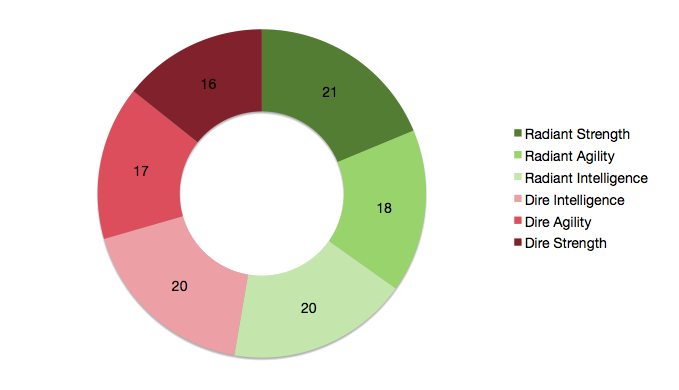 16
21
17
18
20
20
Radiant Strength
Radiant Agility
Radiant Intelligence
Dire Intelligence
Dire Agility
Dire Strength